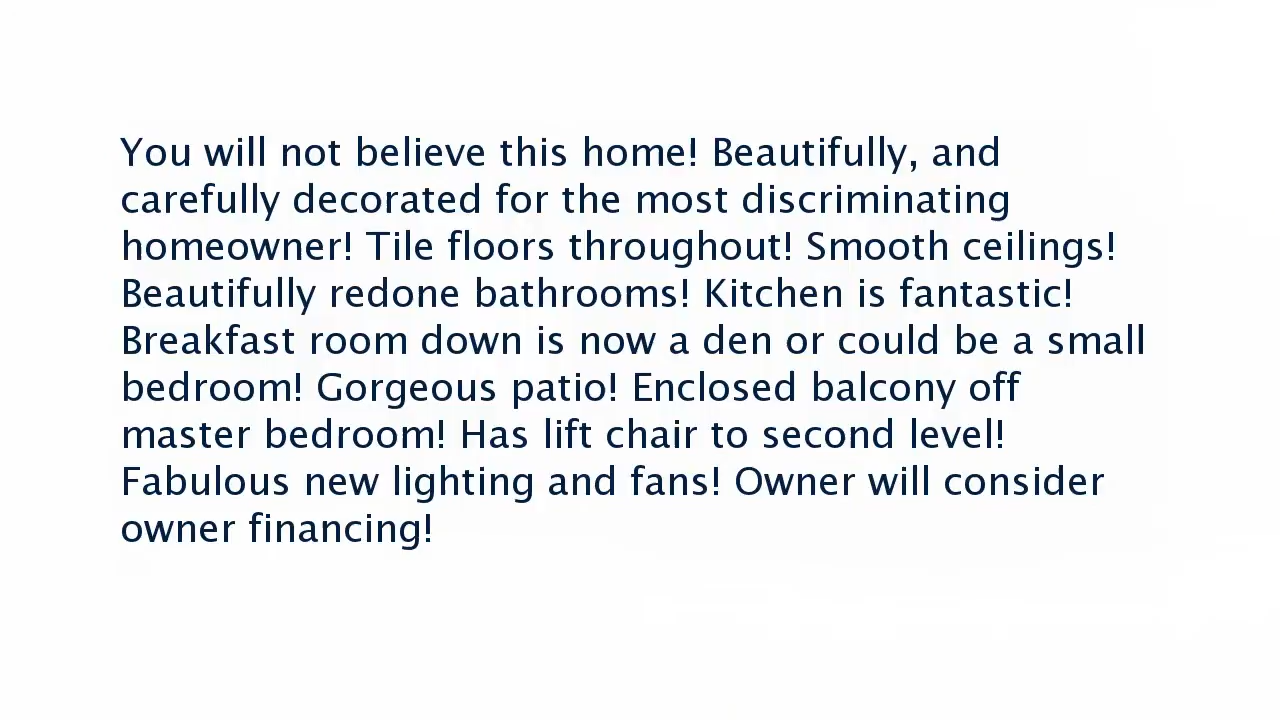 You will not believe this home! Beautifully, and
carefully decorated for the most discriminating
homeowner! Tile floors throughout! Smooth ceilings!
Beautifully redone bathrooms! Kitchen is fantastic!
Breakfast room down is now a den or could be a small
bedroom! Gorgeous patio! Enclosed balcony off
master bedroom! Has lift chair to second level!
Fabulous new lighting and fans! Owner will consider
owner financing!